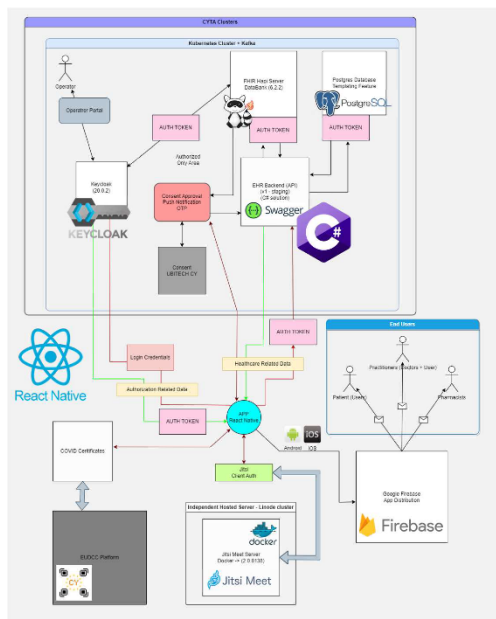 CYTA Clusters
Kubernetes Cluster + Kafka
Operator
Operator Portal
FHIR Hapi Server
DataBank
(6.2.2)
Postgres Database
Templating Feature
PostgreSQL
AUTH TOKEN
AUTH TOKEN
AUTH TOKEN
Authorized
Only Area
Keycloak
(20.0.2)
KEYCLOAK
Consent Approval
Push Notification
OTP
EHR Backend (API)
(v1 - staging)
(C# solution)
Swagger
C#
Consent
UBITECH CY
React Native
Login Credentials
AUTH TOKEN
Healthcare Related Data
Authorization Related Data
AUTH TOKEN
APP
React Native
End Users
Practitioners (Doctors + User)
Patient (Users)
Pharmacists
Android
iOS
iOS
COVID Certificates
Jitsi
Client Auth
Google Firebase
App Distribution
Firebase
EUDCC Platform
CY
Independent Hosted Server - Linode cluster
docker
Jitsi Meet Server
Jitsi Meet